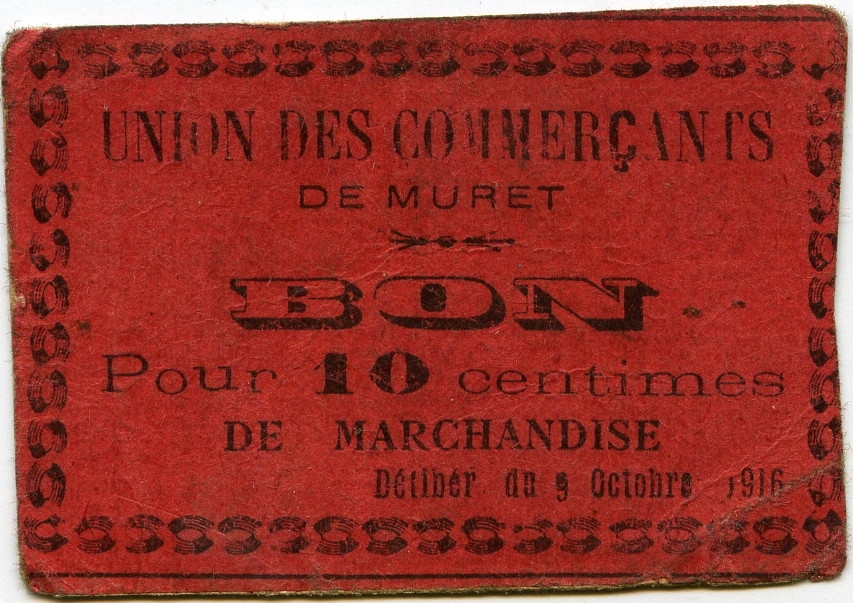 UNION DES COMMERÇANTS
DE MURET
BON
Pour 10 centimes
DE MARCHANDISE
Délibér. du 9 Octobre 1916